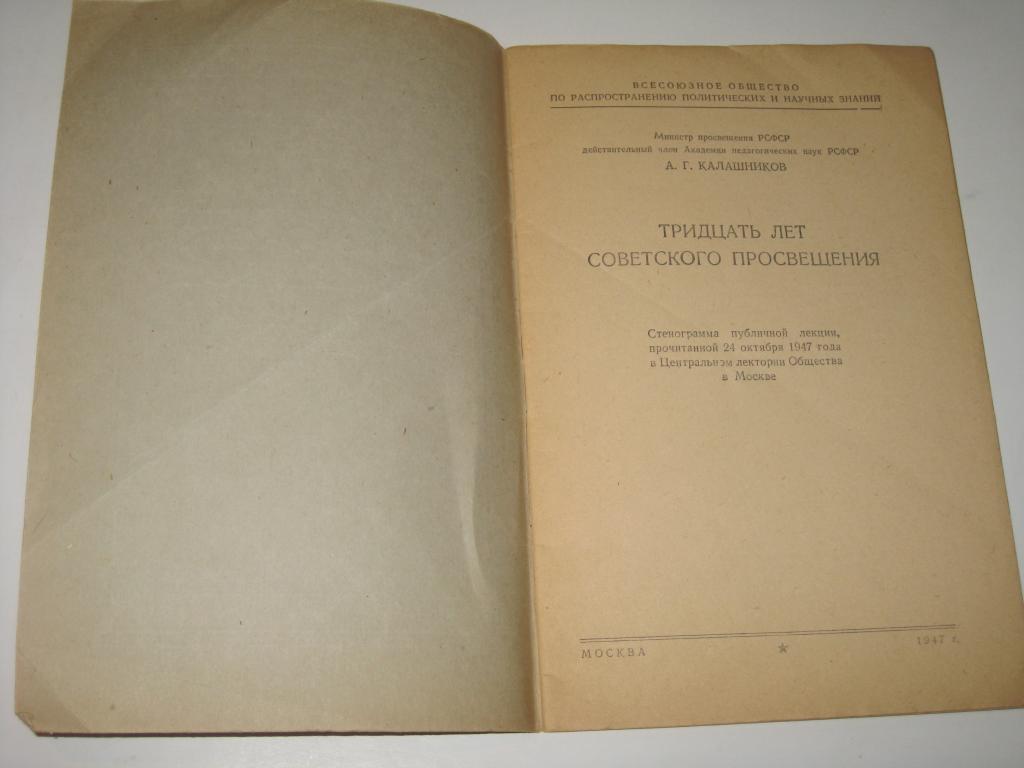 ВСЕСОЮЗНОЕ ОБЩЕСТВО
ПО РАСПРОСТРАНЕНИЮ ПОЛИТИЧЕСКИХ И НАУЧНЫХ ЗНАНИЙ
Министр просвещения РСФСР
действительный член Академии педагогических наук РСФСР
А. Г. КАЛАШНИКОВ
ТРИДЦАТЬ ЛЕТ
СОВЕТСКОГО ПРОСВЕЩЕНИЯ
Стенограмма публичной лекции,
прочитанной 24 октября 1947 года
в Центральном лектории Общества
в Москве
МОСКВА ★ 1947 г.